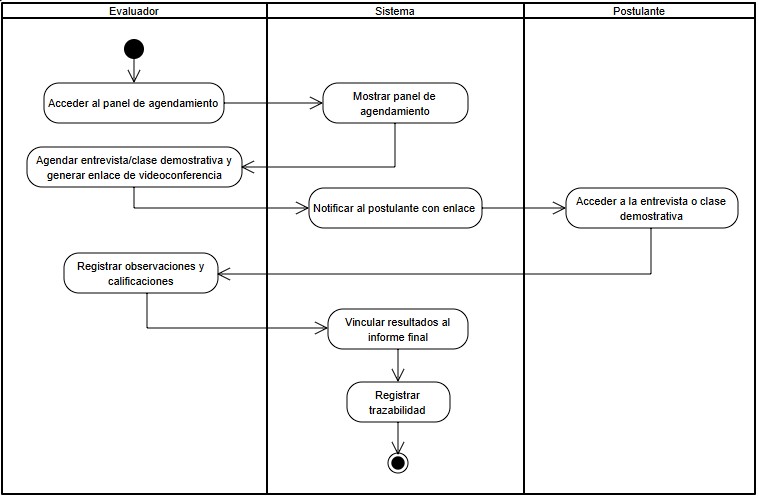 Evaluador
Sistema
Postulante
Acceder al panel de agendamiento
Mostrar panel de
agendamiento
Agendar entrevista/clase demostrativa y
generar enlace de videoconferencia
Notificar al postulante con enlace
Acceder a la entrevista o clase
demostrativa
Registrar observaciones y
calificaciones
Vincular resultados al
informe final
Registrar
trazabilidad